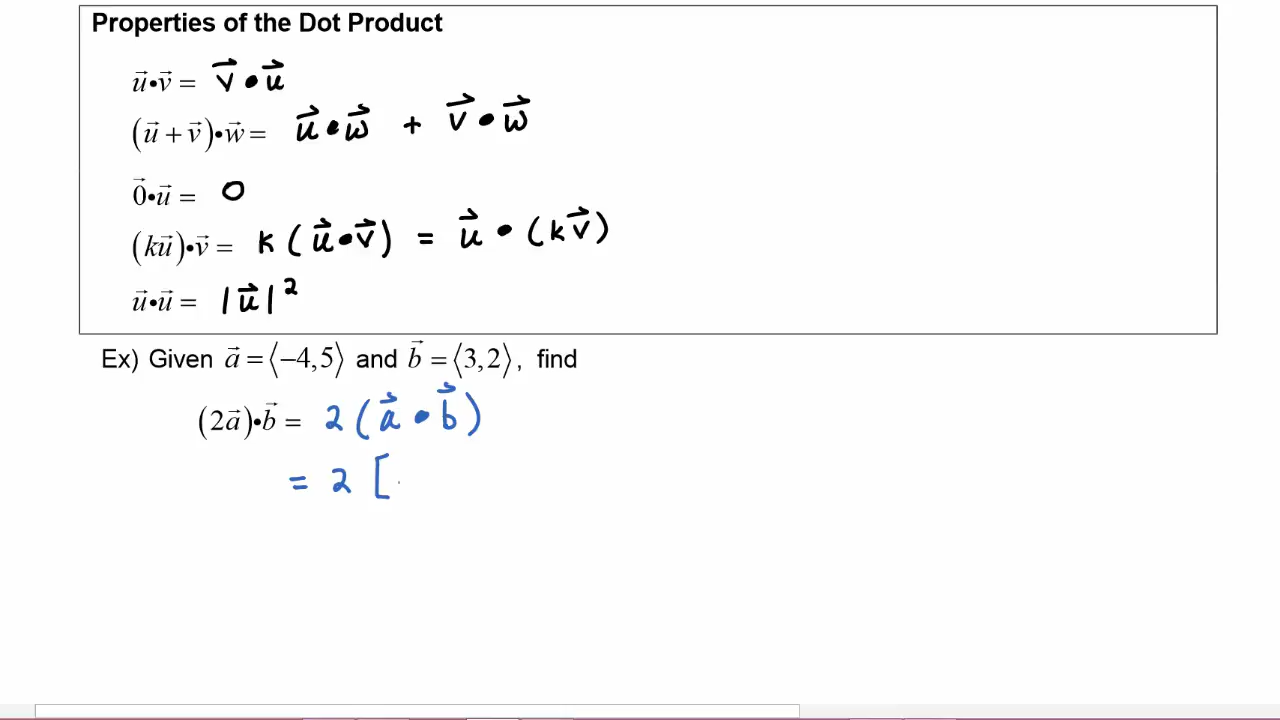 Properties of the Dot Product
u⃗•v⃗ = v⃗•u⃗
(u⃗ + v⃗)•w⃗ = u⃗•w⃗ + v⃗•w⃗
0⃗•u⃗ = 0
(ku⃗)•v⃗ = k(u⃗•v⃗) = u⃗•(kv⃗)
u⃗•u⃗ = |u⃗|²
Ex) Given a⃗ = ⟨−4,5⟩ and b⃗ = ⟨3,2⟩, find
(2a⃗)•b⃗ = 2(a⃗•b⃗)
= 2 [